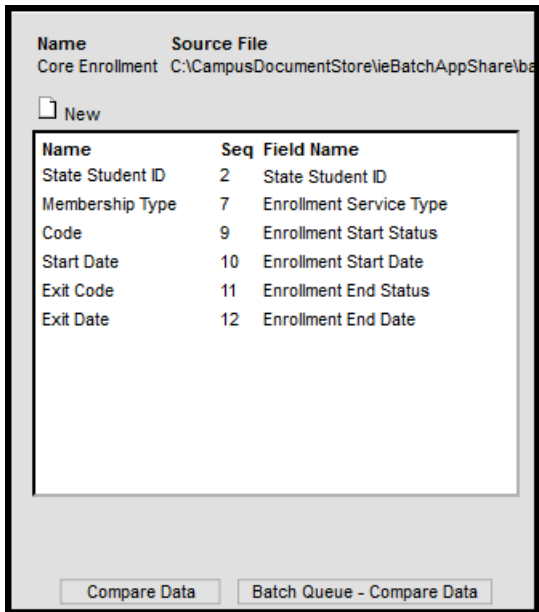 Name Source File
Core Enrollment C:\CampusDocumentStore\ieBatchAppShare\ba
New
Name Seq Field Name
State Student ID 2 State Student ID
Membership Type 7 Enrollment Service Type
Code 9 Enrollment Start Status
Start Date 10 Enrollment Start Date
Exit Code 11 Enrollment End Status
Exit Date 12 Enrollment End Date
Compare Data Batch Queue - Compare Data